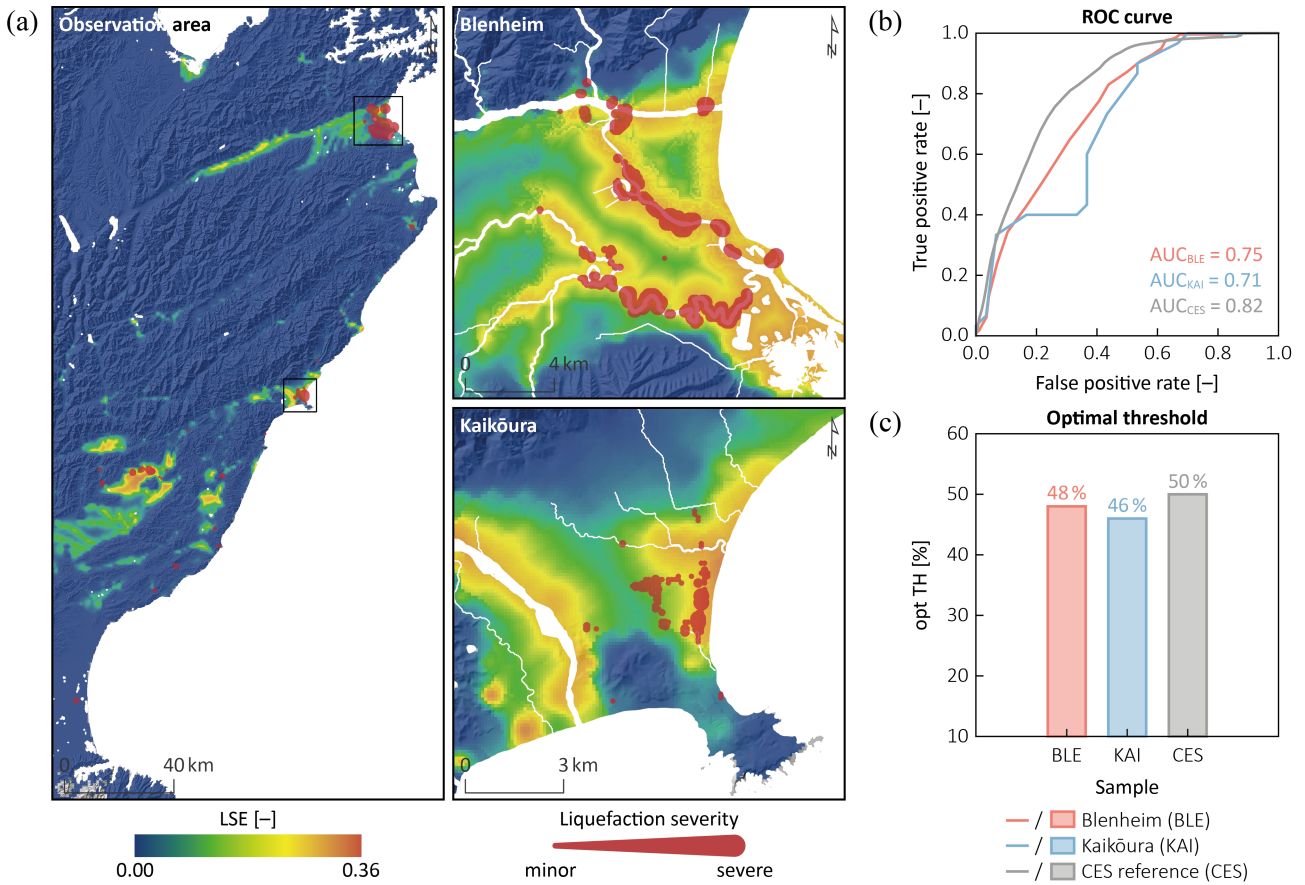 (a)
Observation area
0
40 km
Blenheim
N
0
4 km
Kaikōura
N
0
3 km
LSE [–]
0.00
0.36
Liquefaction severity
minor
severe
(b)
ROC curve
True positive rate [–]
1.0
0.8
0.6
0.4
0.2
0.0
AUCBLE = 0.75
AUCKAI = 0.71
AUCCES = 0.82
0.0 0.2 0.4 0.6 0.8 1.0
False positive rate [–]
(c)
Optimal threshold
opt TH [%]
60
50
40
30
20
10
48 %
46 %
50 %
BLE KAI CES
Sample
/ Blenheim (BLE)
/ Kaikōura (KAI)
/ CES reference (CES)